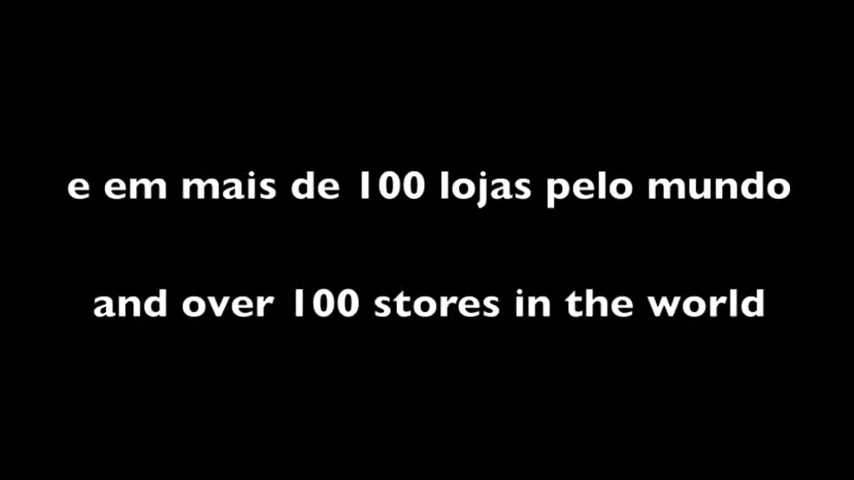 e em mais de 100 lojas pelo mundo
and over 100 stores in the world